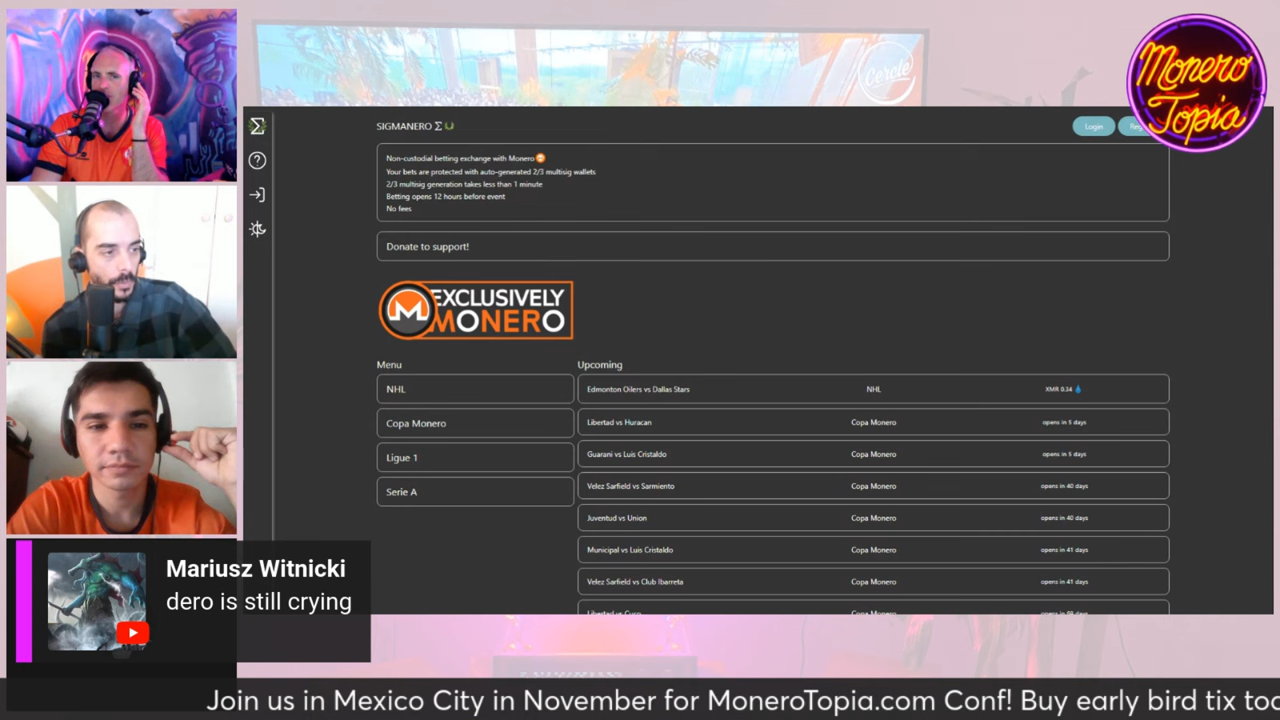 Cercle
Monero
Topia
SIGMANERO Σ
Login
Non-custodial betting exchange with Monero
Your bets are protected with auto-generated 2/3 multisig wallets
2/3 multisig generation takes less than 1 minute
Betting opens 12 hours before event
No fees
Donate to support!
EXCLUSIVELY
MONERO
Menu
NHL
Copa Monero
Ligue 1
Serie A
Upcoming
Edmonton Oilers vs Dallas Stars NHL XMR 0.34
Libertad vs Huracan Copa Monero opens in 5 days
Guarani vs Luis Cristaldo Copa Monero opens in 5 days
Velez Sarfield vs Sarmiento Copa Monero opens in 40 days
Juventud vs Union Copa Monero opens in 40 days
Municipal vs Luis Cristaldo Copa Monero opens in 41 days
Velez Sarfield vs Club Ibarreta Copa Monero opens in 41 days
Mariusz Witnicki
dero is still crying
Join us in Mexico City in November for MoneroTopia.com Conf! Buy early bird tix